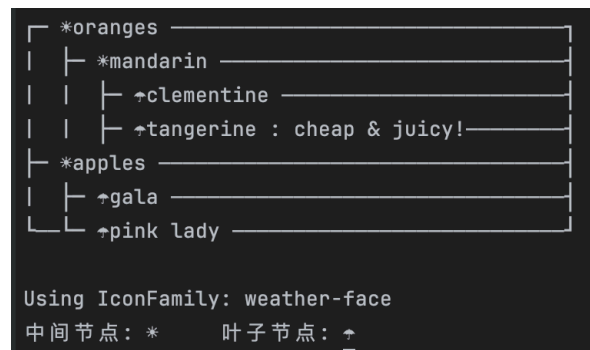 ┌─ ☀oranges ───────────────────────────────┐
│  ├─ ☀mandarin ───────────────────────────┤
│  │  ├─ ☂clementine ──────────────────────┤
│  │  ├─ ☂tangerine : cheap & juicy!───────┤
├─ ☀apples ────────────────────────────────┤
│  ├─ ☂gala ───────────────────────────────┤
└──└─ ☂pink lady ──────────────────────────┘
Using IconFamily: weather-face
中间节点: ☀    叶子节点: ☂